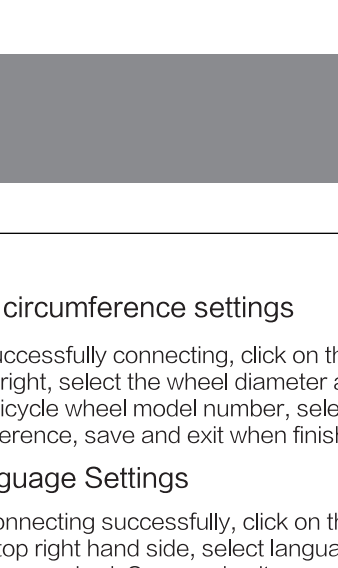 circumference settings
uccessfully connecting, click on th
right, select the wheel diameter a
icycle wheel model number, sele
erence, save and exit when finish
guage Settings
onnecting successfully, click on th
top right hand side, select langua